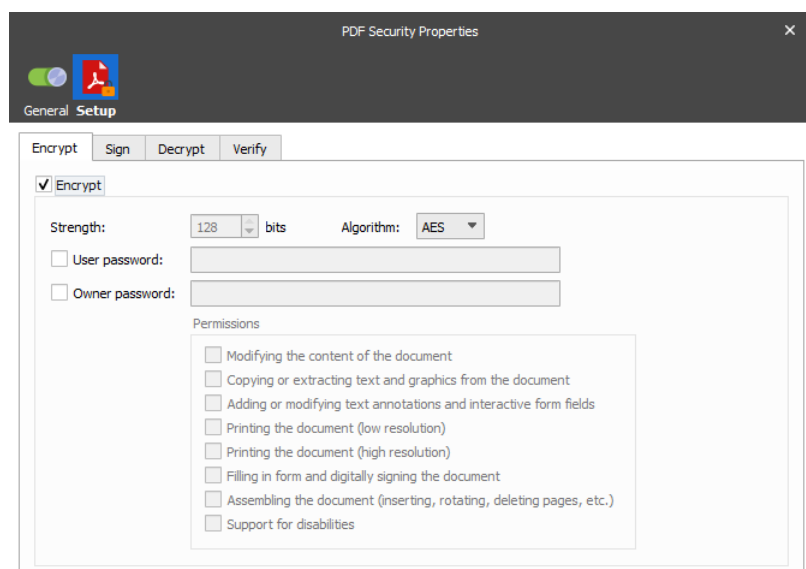 PDF Security Properties
General Setup
Encrypt Sign Decrypt Verify
Encrypt
Strength: 128 bits Algorithm: AES
User password:
Owner password:
Permissions
Modifying the content of the document
Copying or extracting text and graphics from the document
Adding or modifying text annotations and interactive form fields
Printing the document (low resolution)
Printing the document (high resolution)
Filling in form and digitally signing the document
Assembling the document (inserting, rotating, deleting pages, etc.)
Support for disabilities